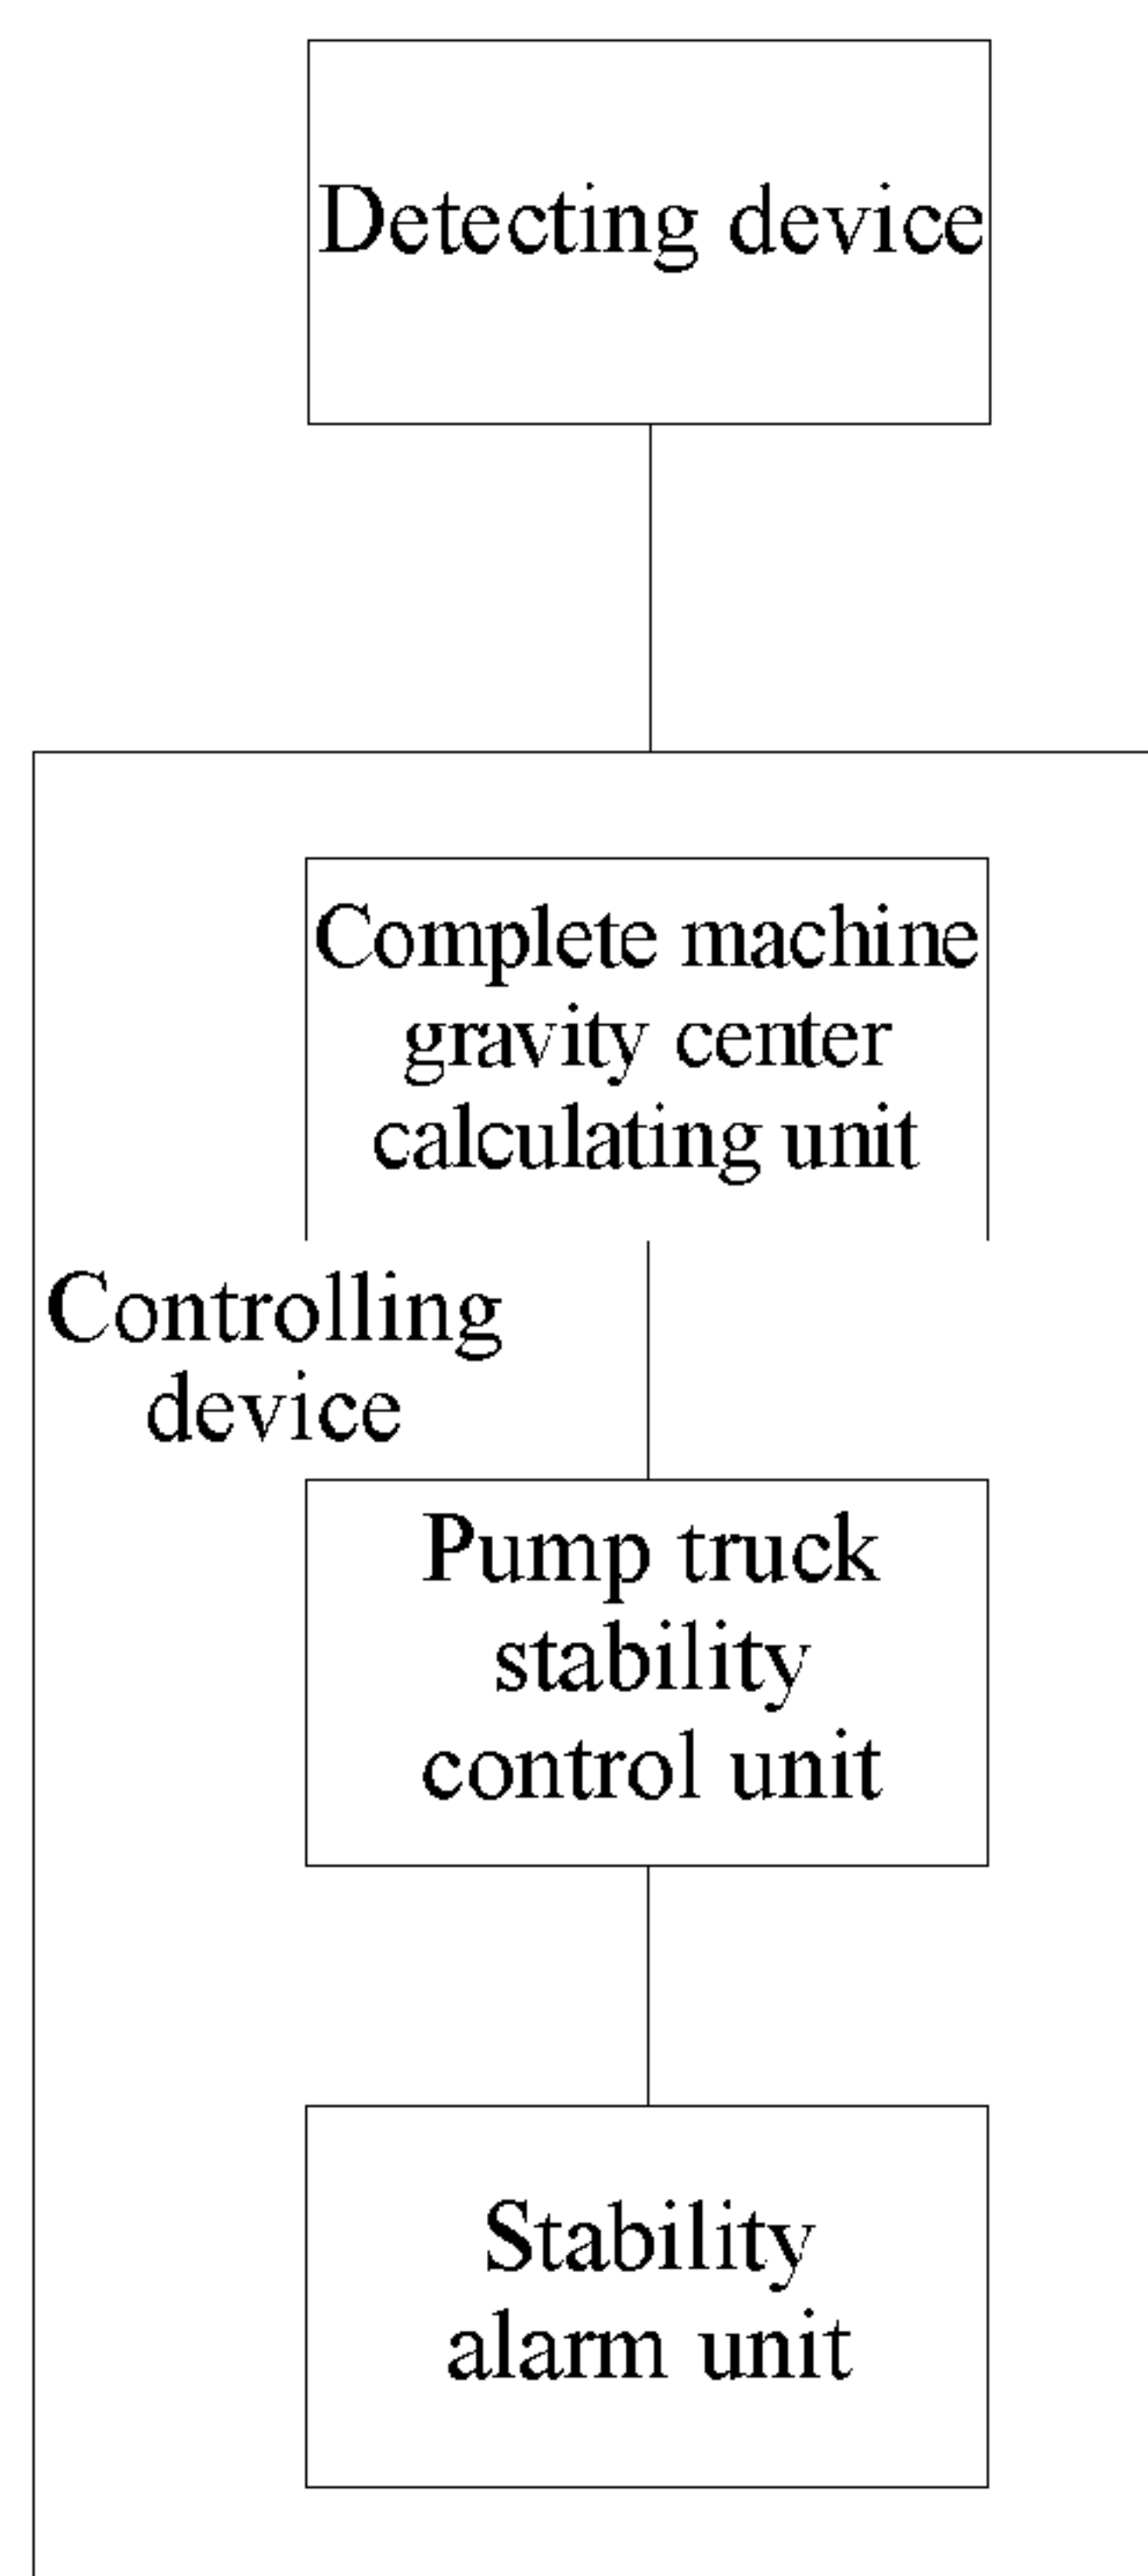 Detecting device
Complete machine
gravity center
calculating unit
Controlling
device
Pump truck
stability
control unit
Stability
alarm unit